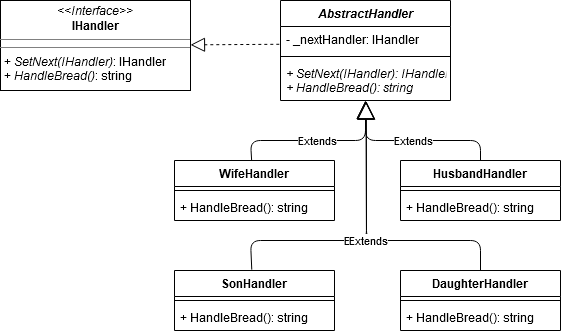 <<Interface>>
IHandler
+ SetNext(IHandler): IHandler
+ HandleBread(): string
AbstractHandler
- _nextHandler: IHandler
+ SetNext(IHandler): IHandler
+ HandleBread(): string
Extends
Extends
WifeHandler
+ HandleBread(): string
HusbandHandler
+ HandleBread(): string
EExtends
SonHandler
+ HandleBread(): string
DaughterHandler
+ HandleBread(): string